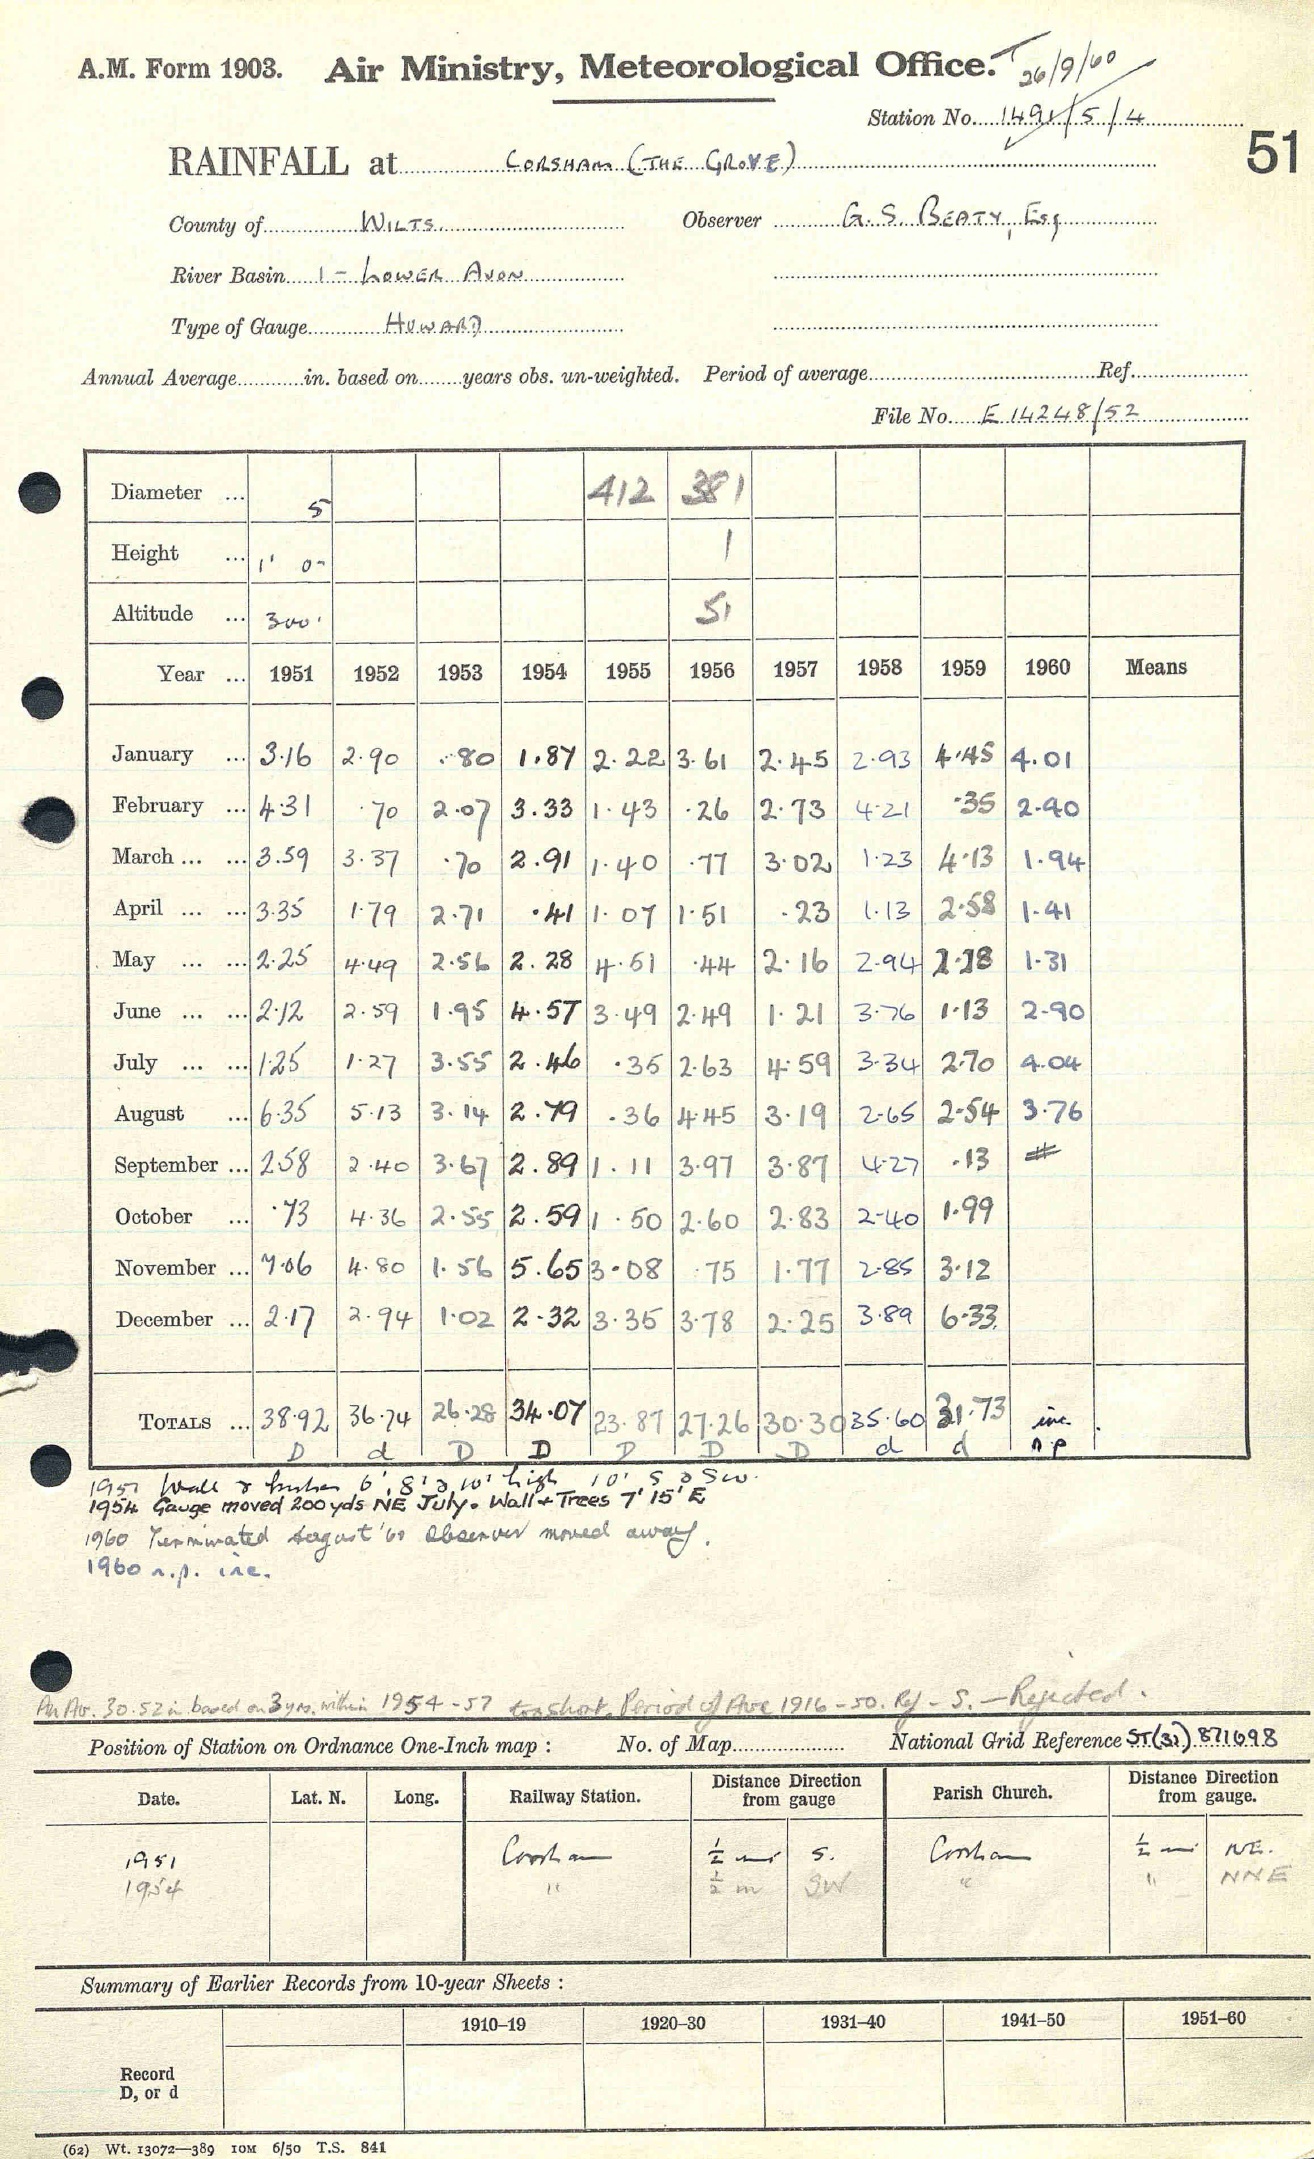 A.M. Form 1903. Air Ministry, Meteorological Office. T 26/9/60
Station No. 1491/5/4
51
RAINFALL at CORSHAM (THE GROVE)
County of WILTS. Observer G. S. BEATY, Esq
River Basin 1 - LOWER AVON
Type of Gauge HOWARD
Annual Average in. based on years obs. un-weighted. Period of average Ref.
File No. E 14248/52
Diameter ... 5 412 381
Height ... 1' 0" 1
Altitude ... 300' 51
Year ... 1951 1952 1953 1954 1955 1956 1957 1958 1959 1960 Means
January ... 3.16 2.90 .80 1.87 2.22 3.61 2.45 2.93 4.45 4.01
February ... 4.31 .70 2.07 3.33 1.43 .26 2.73 4.21 .35 2.90
March ... ... 3.59 3.37 .70 2.91 1.40 .77 3.02 1.23 4.13 1.94
April ... ... 3.35 1.79 2.71 .41 1.07 1.51 .23 1.13 2.58 1.41
May ... ... 2.25 4.49 2.56 2.28 4.51 .44 2.16 2.94 1.31
June ... ... 2.12 2.59 1.95 4.57 3.49 2.49 1.21 3.76 1.13 2.90
July ... ... 1.25 1.27 3.55 2.46 .35 2.63 4.59 3.34 2.70 4.04
August ... 6.35 5.13 3.14 2.79 .36 4.45 3.19 2.65 2.54 3.76
September ... 2.58 2.40 3.67 2.89 1.11 3.97 3.87 4.27 .13 #
October ... .73 4.36 2.55 2.59 1.50 2.60 2.83 2.40 1.99
November ... 7.06 4.80 1.56 5.65 3.08 .75 1.77 2.85 3.12
December ... 2.17 2.94 1.02 2.32 3.35 3.78 2.25 3.89 6.33
TOTALS ... 38.92 36.74 26.28 34.07 23.87 27.26 30.30 35.60 31.73 inc.
D d D D D D D d d n.p
1951 Wall & bushes 6', 8' & 10' high 10' S & SW.
1954 Gauge moved 200 yds NE July. Wall + Trees 7' 15' E
1960 Terminated August '60 Observer moved away.
1960 n.p. inc.
An Av. 30.52 in based on 3 yrs. within 1954-57 too short. Period of Ave 1916-50. Ref - S. - Rejected.
Position of Station on Ordnance One-Inch map : No. of Map National Grid Reference ST(31) 871698
Date. Lat. N. Long. Railway Station. Distance Direction from gauge Parish Church. Distance Direction from gauge.
1951 Corsham ½ mi S. Corsham ½ mi NE.
1954 " ½ m SW " " NNE
Summary of Earlier Records from 10-year Sheets :
1910–19 1920–30 1931–40 1941–50 1951–60
Record
D, or d
(62) Wt. 13072—389 10M 6/50 T.S. 841